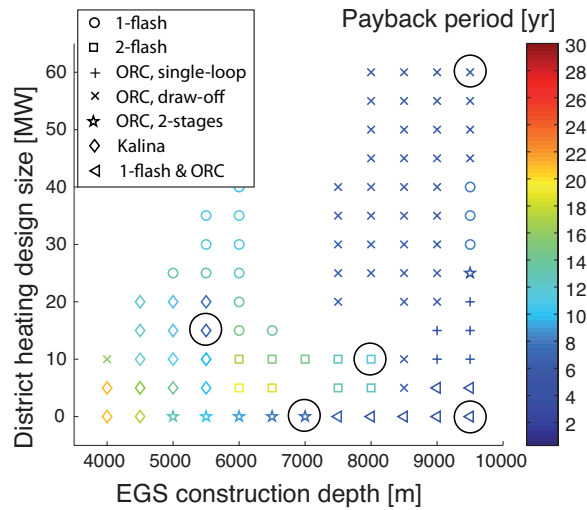 Payback period [yr]
1-flash
2-flash
ORC, single-loop
ORC, draw-off
ORC, 2-stages
Kalina
1-flash & ORC
District heating design size [MW]
60
50
40
30
20
10
0
4000 5000 6000 7000 8000 9000 10000
EGS construction depth [m]
30
28
26
24
22
20
18
16
14
12
10
8
6
4
2